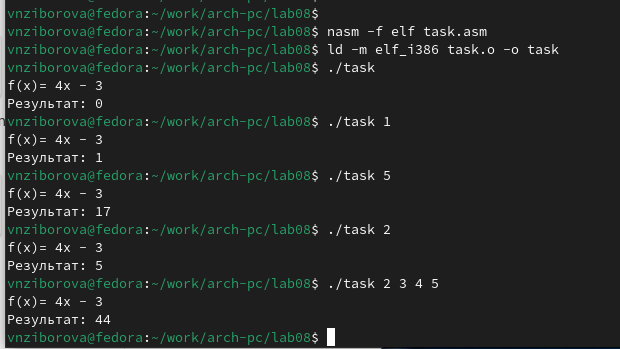 vnziborova@fedora:~/work/arch-pc/lab08$
vnziborova@fedora:~/work/arch-pc/lab08$ nasm -f elf task.asm
vnziborova@fedora:~/work/arch-pc/lab08$ ld -m elf_i386 task.o -o task
vnziborova@fedora:~/work/arch-pc/lab08$ ./task
f(x)= 4x - 3
Результат: 0
vnziborova@fedora:~/work/arch-pc/lab08$ ./task 1
f(x)= 4x - 3
Результат: 1
vnziborova@fedora:~/work/arch-pc/lab08$ ./task 5
f(x)= 4x - 3
Результат: 17
vnziborova@fedora:~/work/arch-pc/lab08$ ./task 2
f(x)= 4x - 3
Результат: 5
vnziborova@fedora:~/work/arch-pc/lab08$ ./task 2 3 4 5
f(x)= 4x - 3
Результат: 44
vnziborova@fedora:~/work/arch-pc/lab08$